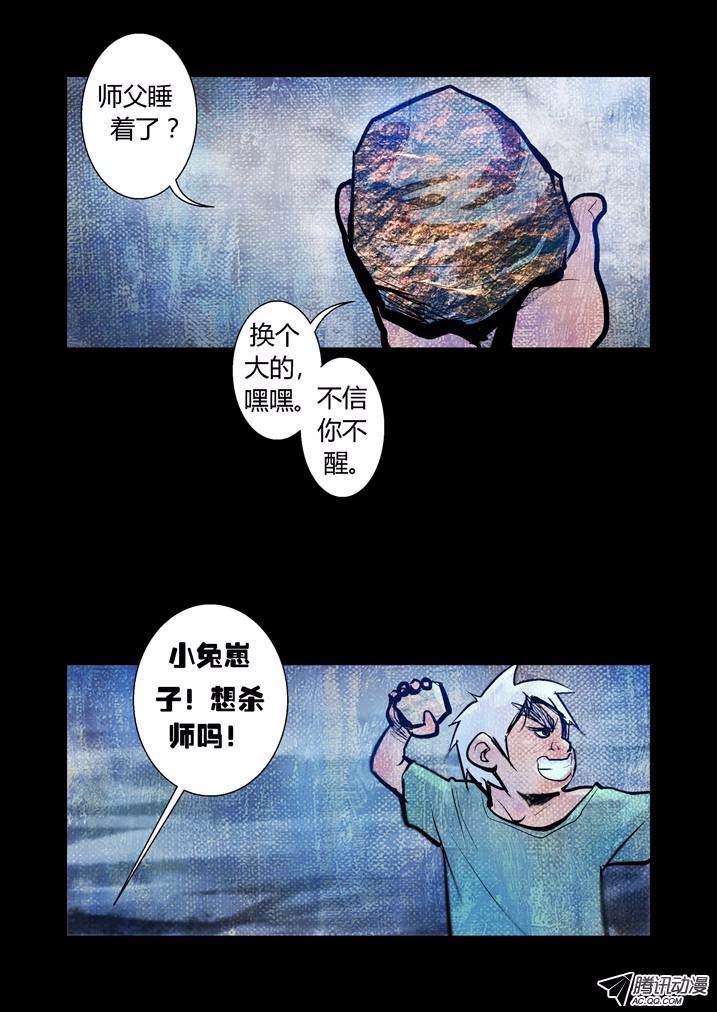 师父睡
着了？
换个
大的，
嘿嘿。
不信
你不
醒。
小兔崽
子！想杀
师吗！
腾讯动漫
AC.QQ.COM